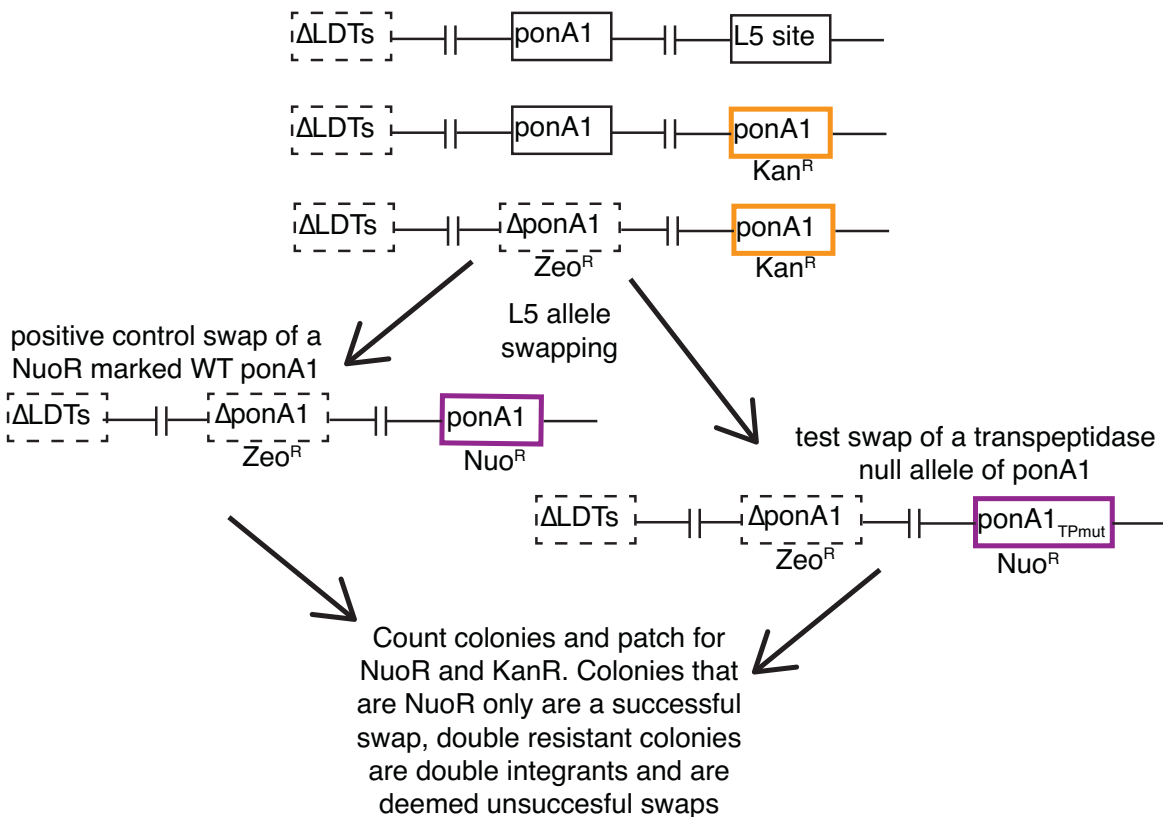 ΔLDTs ponA1 L5 site
ΔLDTs ponA1 ponA1
KanR
ΔLDTs ΔponA1 ponA1
ZeoR KanR
L5 allele
swapping
positive control swap of a
NuoR marked WT ponA1
ΔLDTs ΔponA1 ponA1
ZeoR NuoR
test swap of a transpeptidase
null allele of ponA1
ΔLDTs ΔponA1 ponA1TPmut
ZeoR NuoR
Count colonies and patch for
NuoR and KanR. Colonies that
are NuoR only are a successful
swap, double resistant colonies
are double integrants and are
deemed unsuccesful swaps